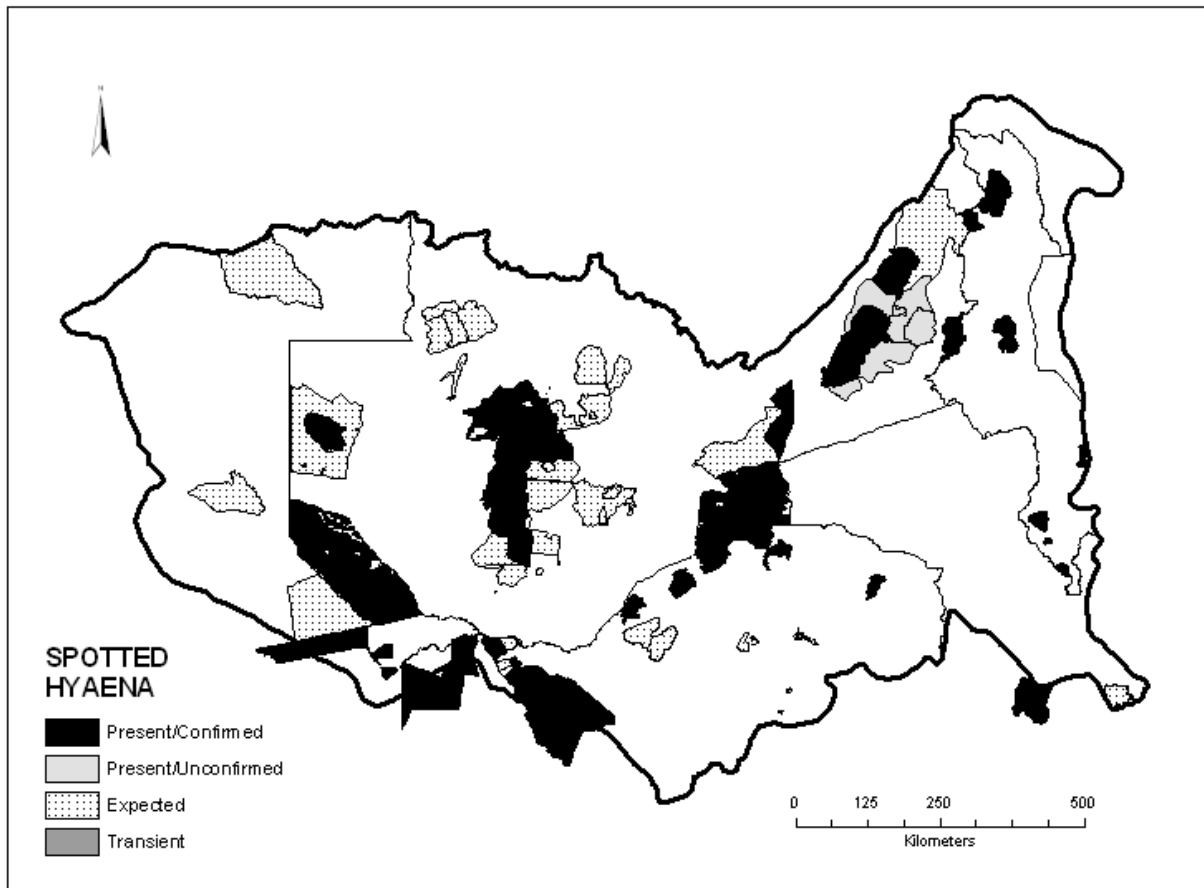 SPOTTED
HYAENA
Present/Confirmed
Present/Unconfirmed
Expected
Transient
0 125 250 500
Kilometers